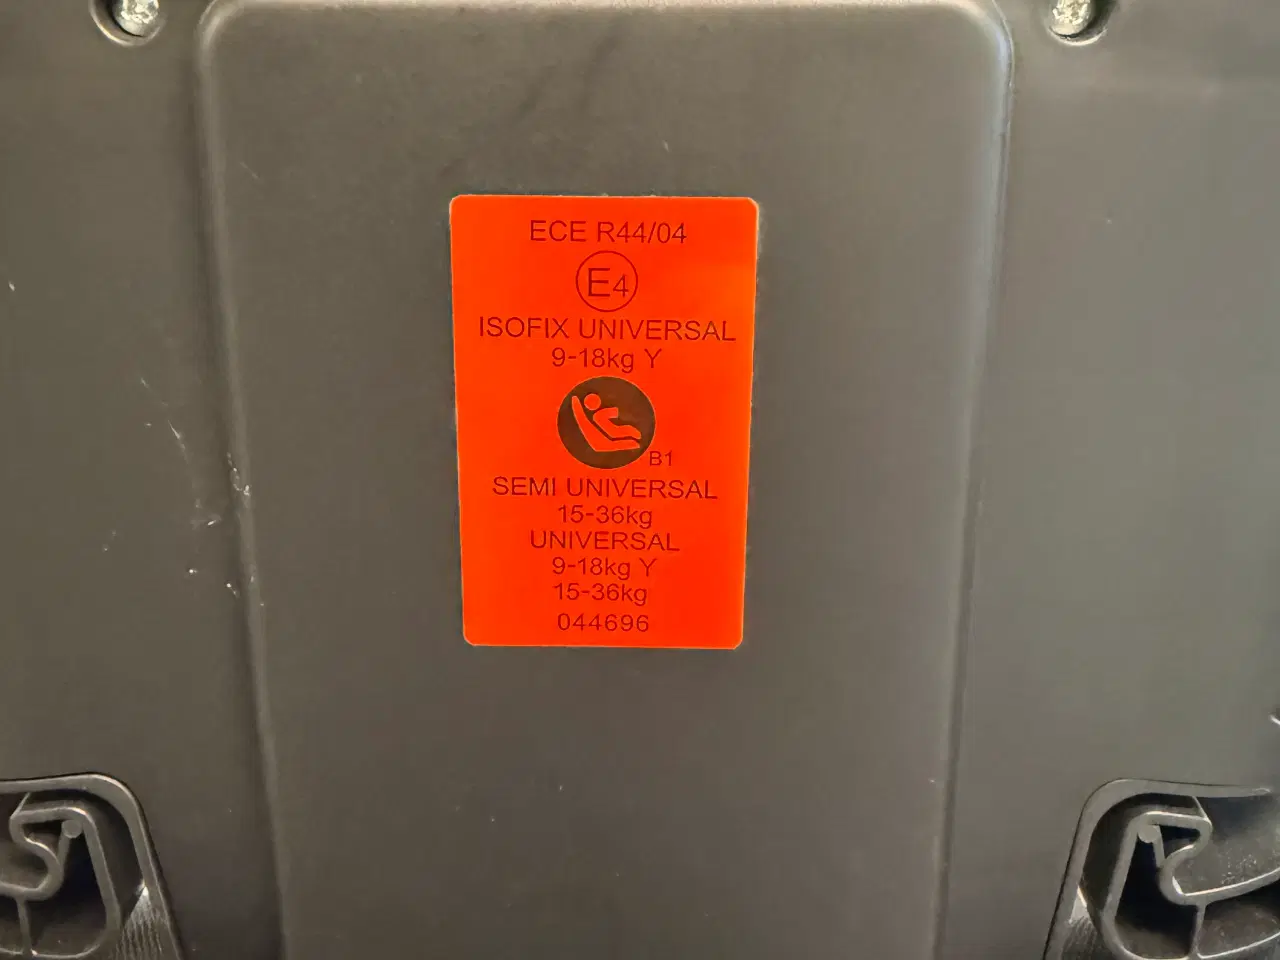 ECE R44/04
E4
ISOFIX UNIVERSAL
9-18kg Y
B1
SEMI UNIVERSAL
15-36kg
UNIVERSAL
9-18kg Y
15-36kg
044696